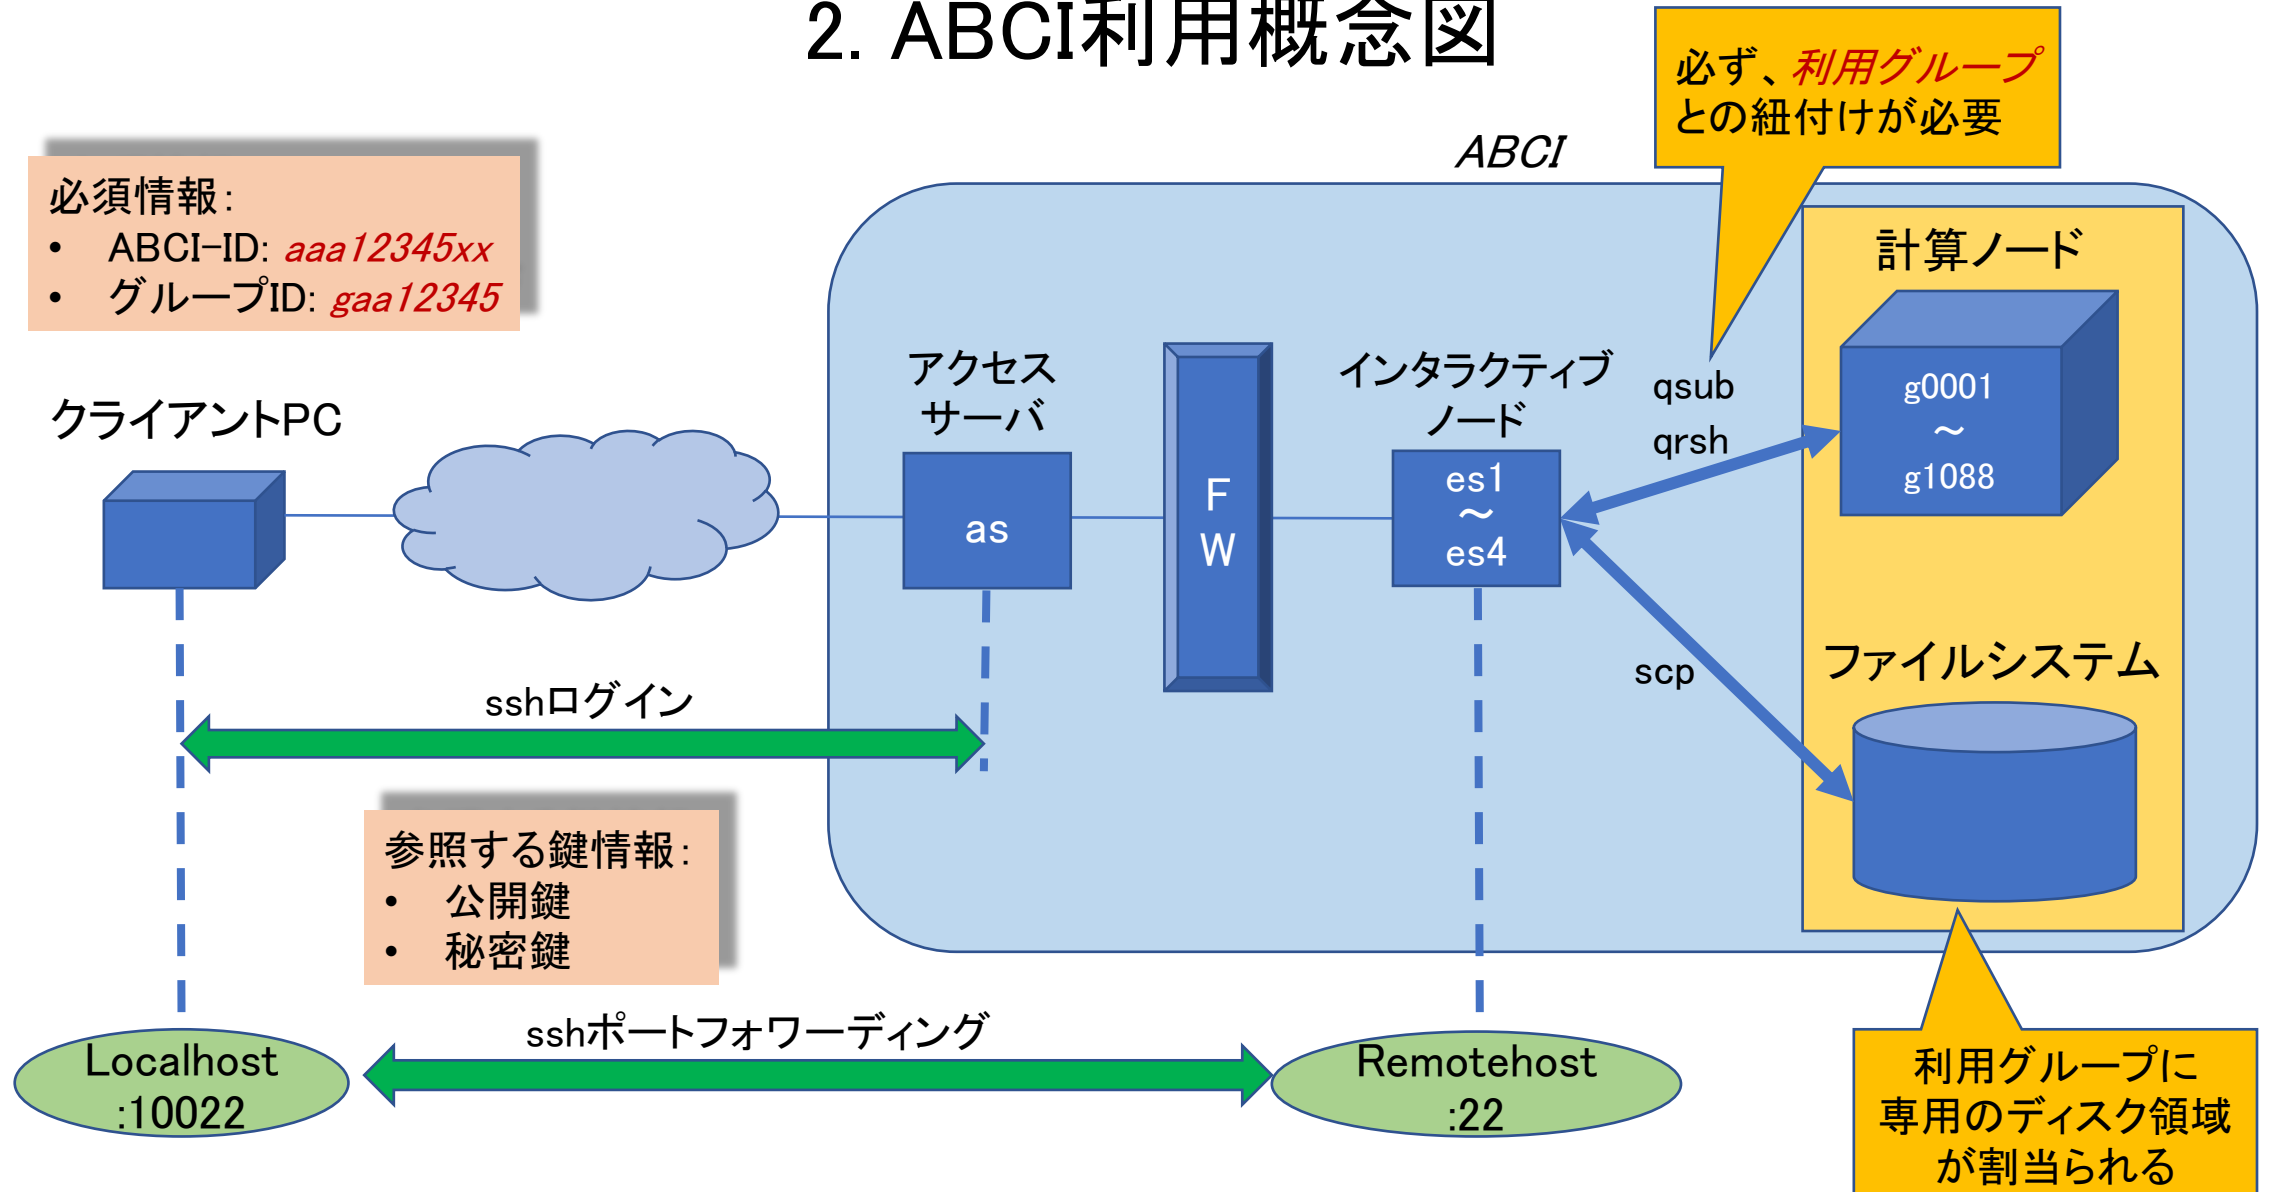 2. ABCI利用概念図
必ず、利用グループ
との紐付けが必要
ABCI
必須情報:
• ABCI-ID: aaa12345xx
• グループID: gaa12345
計算ノード
g0001
～
g1088
クライアントPC
アクセス
サーバ
as
F
W
インタラクティブ
ノード
es1
～
es4
qsub
qrsh
scp
ファイルシステム
sshログイン
参照する鍵情報:
• 公開鍵
• 秘密鍵
sshポートフォワーディング
Localhost
:10022
Remotehost
:22
利用グループに
専用のディスク領域
が割当られる